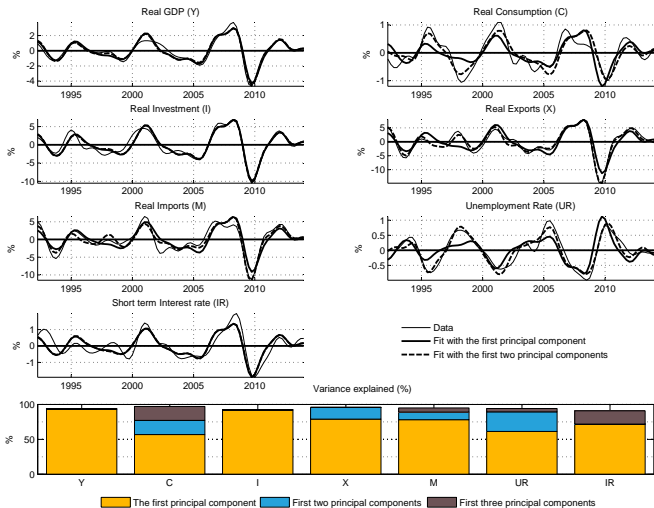 Real GDP (Y)
2
0
-2
-4
%
1995 2000 2005 2010
Real Consumption (C)
1
0
-1
%
1995 2000 2005 2010
Real Investment (I)
5
0
-5
-10
%
1995 2000 2005 2010
Real Exports (X)
5
0
-5
-10
%
1995 2000 2005 2010
Real Imports (M)
5
0
-5
-10
%
1995 2000 2005 2010
Unemployment Rate (UR)
1
0.5
0
-0.5
1995 2000 2005 2010
Short term Interest rate (IR)
1
0
-1
%
1995 2000 2005 2010
Data
Fit with the first principal component
Fit with the first two principal components
Variance explained (%)
100
50
0
%
Y C I X M UR IR
The first principal component First two principal components First three principal components